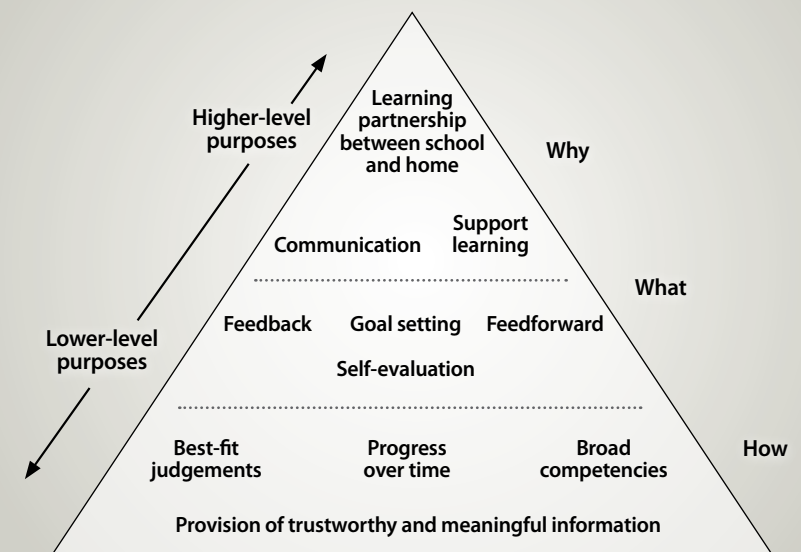 Learning
partnership
between school
and home
Higher-level
purposes
Why
Communication
Support
learning
What
Feedback Goal setting Feedforward
Lower-level
purposes
Self-evaluation
Best-fit
judgements
Progress
over time
Broad
competencies
How
Provision of trustworthy and meaningful information